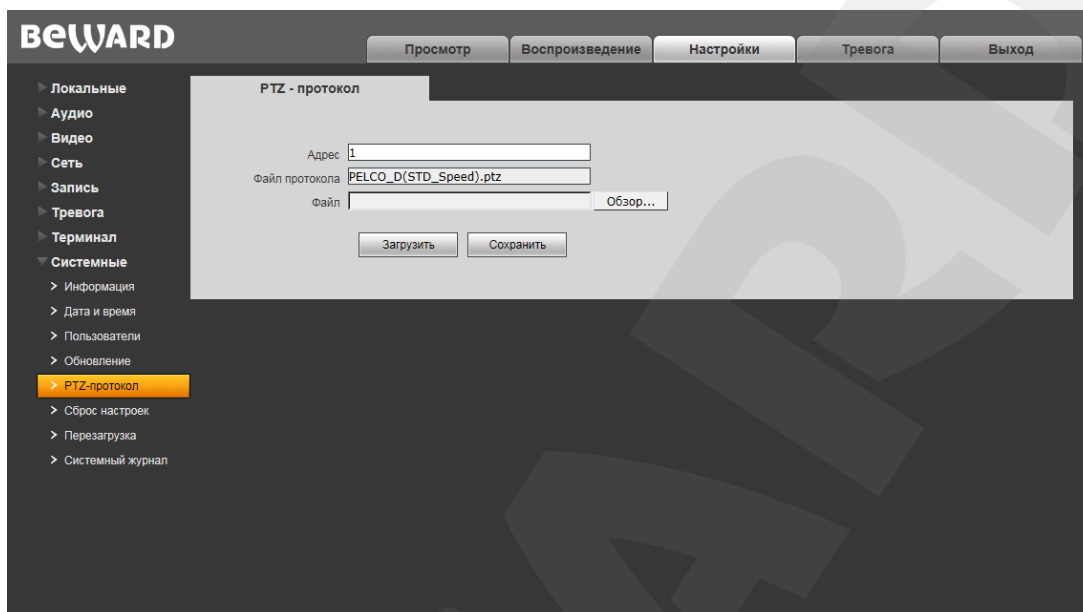 BEWARD
Просмотр Воспроизведение Настройки Тревога Выход
Локальные
Аудио
Видео
Сеть
Запись
Тревога
Терминал
Системные
> Информация
> Дата и время
> Пользователи
> Обновление
> PTZ-протокол
> Сброс настроек
> Перезагрузка
> Системный журнал
PTZ - протокол
Адрес 1
Файл протокола PELCO_D(STD_Speed).ptz
Файл Обзор...
Загрузить Сохранить